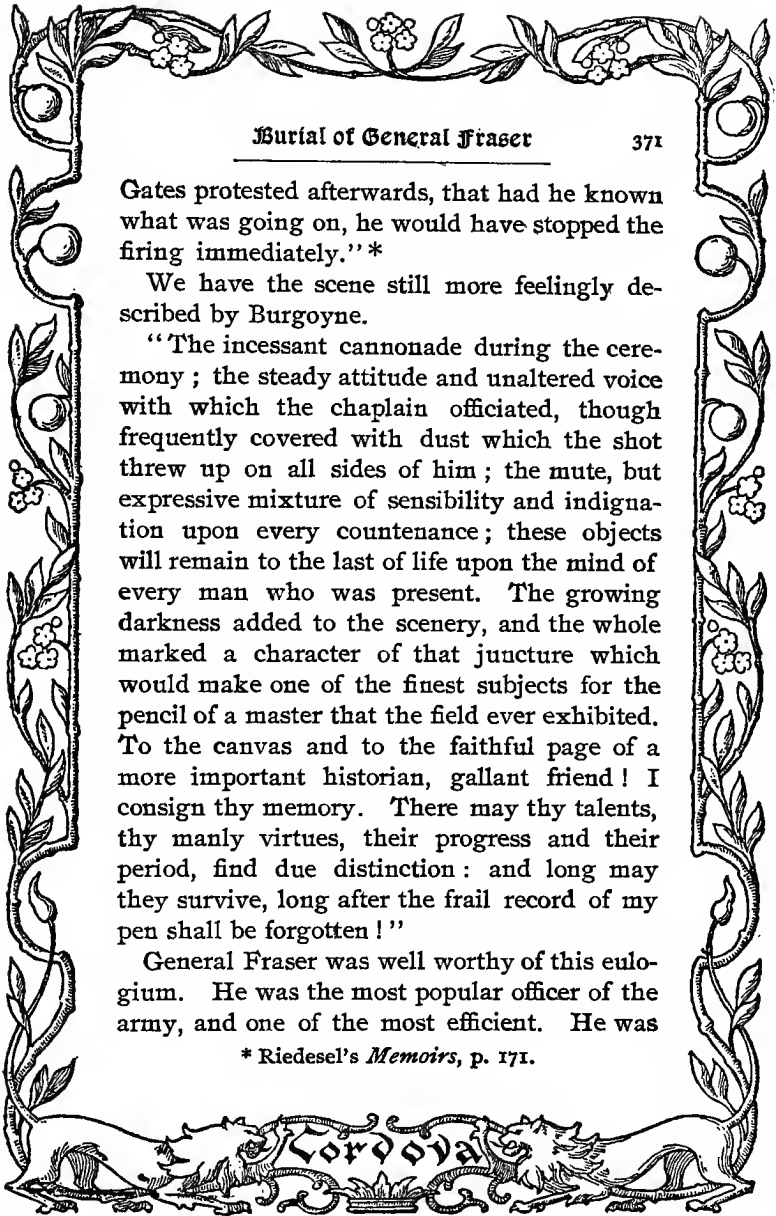 Burial of General Fraser 371
Gates protested afterwards, that had he known
what was going on, he would have stopped the
firing immediately."*
We have the scene still more feelingly de-
scribed by Burgoyne.
"The incessant cannonade during the cere-
mony ; the steady attitude and unaltered voice
with which the chaplain officiated, though
frequently covered with dust which the shot
threw up on all sides of him ; the mute, but
expressive mixture of sensibility and indigna-
tion upon every countenance ; these objects
will remain to the last of life upon the mind of
every man who was present. The growing
darkness added to the scenery, and the whole
marked a character of that juncture which
would make one of the finest subjects for the
pencil of a master that the field ever exhibited.
To the canvas and to the faithful page of a
more important historian, gallant friend ! I
consign thy memory. There may thy talents,
thy manly virtues, their progress and their
period, find due distinction : and long may
they survive, long after the frail record of my
pen shall be forgotten ! "
General Fraser was well worthy of this eulo-
gium. He was the most popular officer of the
army, and one of the most efficient. He was
* Riedesel's Memoirs, p. 171.
Cordova